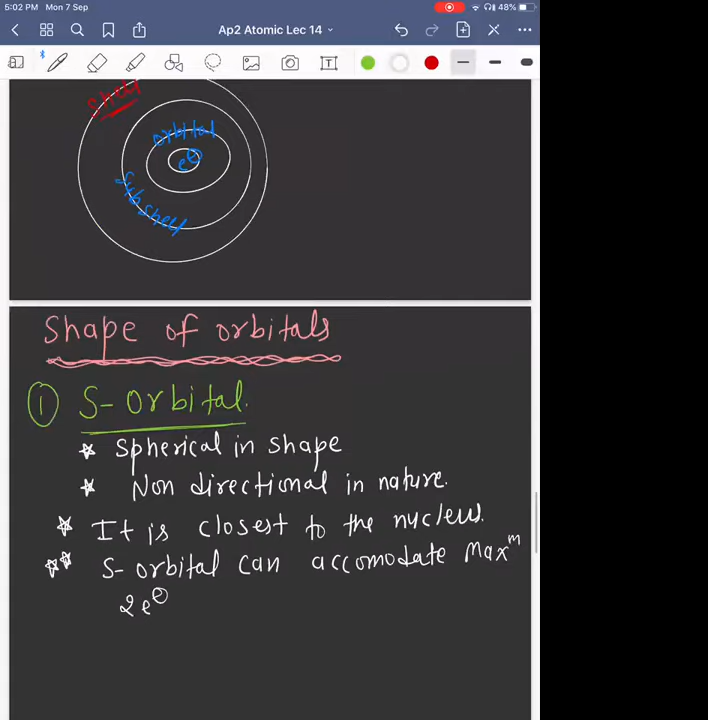 5:02 PM Mon 7 Sep
48%
Ap2 Atomic Lec 14
T
shell
orbital
e⊖
subshell
Shape of orbitals
① S-orbital.
☆ Spherical in shape
☆ Non directional in nature.
☆ It is closest to the nucleus.
☆☆ S-orbital can accomodate Maxᵐ
2e⊖